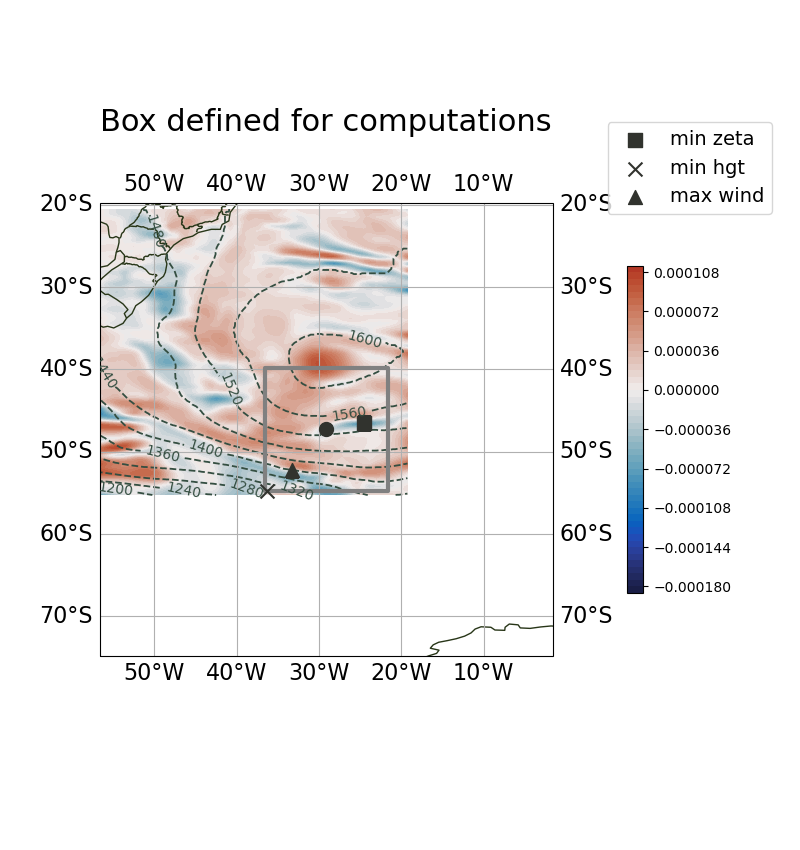 Box defined for computations
min zeta
min hgt
max wind
50°W 40°W 30°W 20°W 10°W
20°S 20°S
30°S 30°S
40°S 40°S
50°S 50°S
60°S 60°S
70°S 70°S
1480
1600
1520
1560
1400
1360
1280
1320
1240
1200
50°W 40°W 30°W 20°W 10°W
0.000108
0.000072
0.000036
0.000000
−0.000036
−0.000072
−0.000108
−0.000144
−0.000180